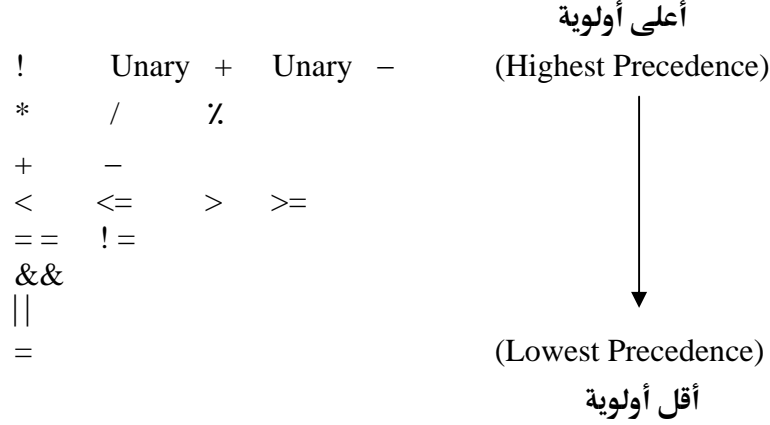 أعلى أولوية
! Unary + Unary − (Highest Precedence)
* / ٪
+ −
< <= > >=
= = ! =
&&
||
= (Lowest Precedence)
أقل أولوية